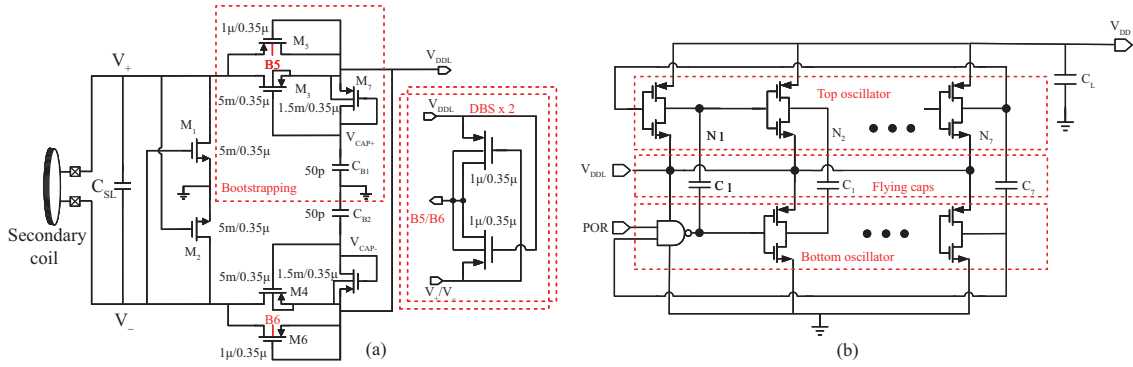 1μ/0.35μ
M5
B5
V+
M3
M7
5m/0.35μ
1.5m/0.35μ
VDDL
M1
5m/0.35μ
VCAP+
50p
CB1
Bootstrapping
CSL
Secondary
coil
50p
CB2
5m/0.35μ
M2
VCAP-
5m/0.35μ
1.5m/0.35μ
M4
V_
B6
M6
1μ/0.35μ
(a)
VDDL
DBS x 2
1μ/0.35μ
B5/B6
1μ/0.35μ
V+/V_
VDD
CL
Top oscillator
N1
N2
N7
VDDL
C1
C1
Flying caps
C7
POR
Bottom oscillator
(b)